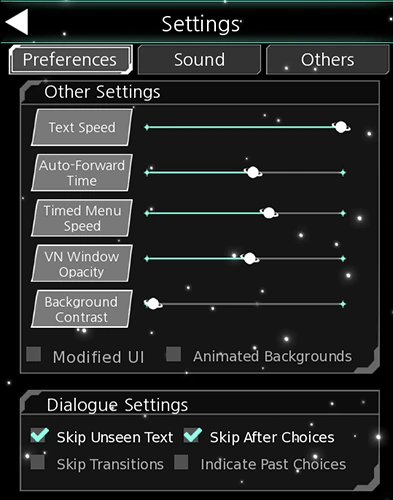 Settings
Preferences Sound Others
Other Settings
Text Speed
Auto-Forward
Time
Timed Menu
Speed
VN Window
Opacity
Background
Contrast
Modified UI Animated Backgrounds
Dialogue Settings
Skip Unseen Text Skip After Choices
Skip Transitions Indicate Past Choices